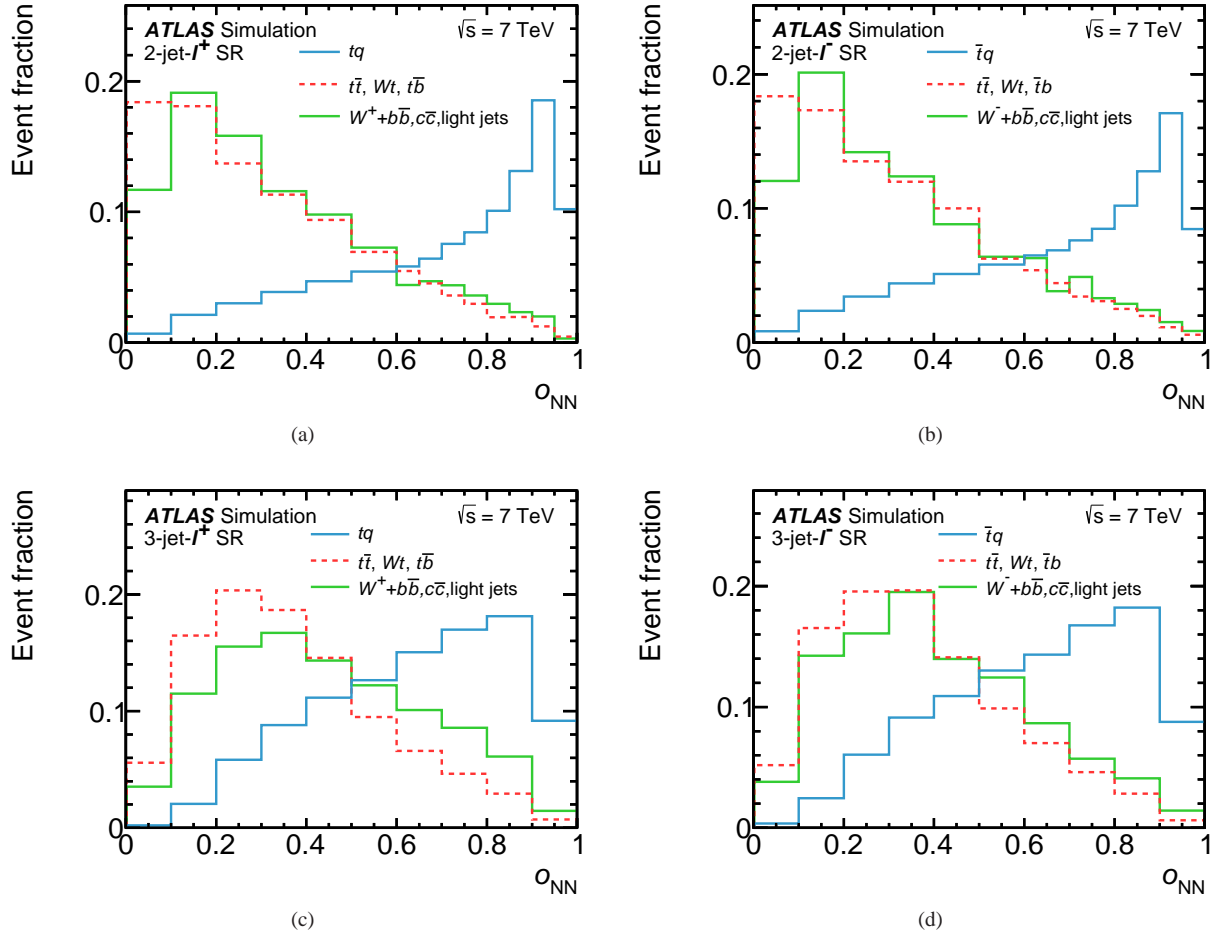 Event fraction
ATLAS Simulation
2-jet-l⁺ SR
√s = 7 TeV
tq
tt̄, Wt, tb̄
W⁺+bb̄,cc̄,light jets
0.2
0.1
0
0 0.2 0.4 0.6 0.8 1
o_NN
(a)
Event fraction
ATLAS Simulation
2-jet-l⁻ SR
√s = 7 TeV
t̄q
tt̄, Wt, t̄b
W⁻+bb̄,cc̄,light jets
0.2
0.1
0
0 0.2 0.4 0.6 0.8 1
o_NN
(b)
Event fraction
ATLAS Simulation
3-jet-l⁺ SR
√s = 7 TeV
tq
tt̄, Wt, tb̄
W⁺+bb̄,cc̄,light jets
0.2
0.1
0
0 0.2 0.4 0.6 0.8 1
o_NN
(c)
Event fraction
ATLAS Simulation
3-jet-l⁻ SR
√s = 7 TeV
t̄q
tt̄, Wt, t̄b
W⁻+bb̄,cc̄,light jets
0.2
0.1
0
0 0.2 0.4 0.6 0.8 1
o_NN
(d)